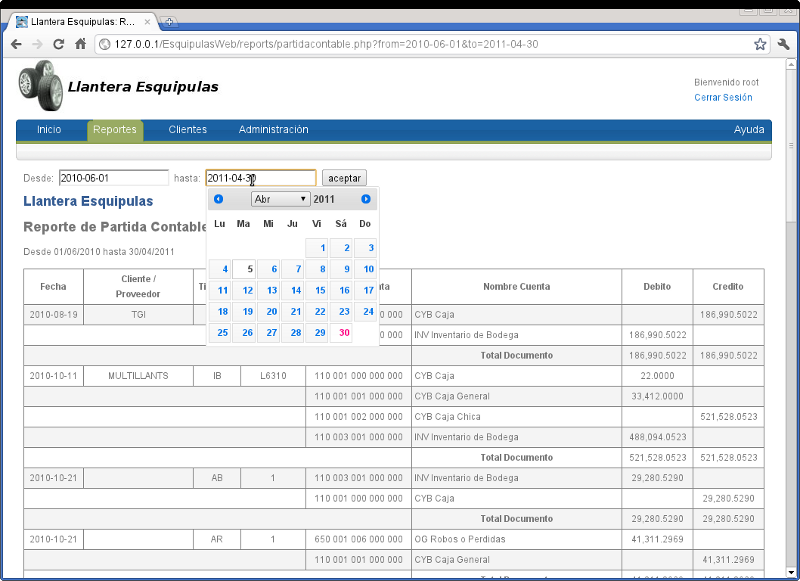 Llantera Esquipulas: R...
127.0.0.1/EsquipulasWeb/reports/partidacontable.php?from=2010-06-01&to=2011-04-30
Llantera Esquipulas
Bienvenido root
Cerrar Sesión
Inicio Reportes Clientes Administración Ayuda
Desde: 2010-06-01 hasta: 2011-04-30 aceptar
Llantera Esquipulas
Abr 2011
Reporte de Partida Contable
Lu Ma Mi Ju Vi Sá Do
Desde 01/06/2010 hasta 30/04/2011
1 2 3
4 5 6 7 8 9 10
11 12 13 14 15 16 17
18 19 20 21 22 23 24
25 26 27 28 29 30
Fecha Cliente / Proveedor Nombre Cuenta Debito Credito
2010-08-19 TGI 000 CYB Caja 186,990.5022
000 INV Inventario de Bodega 186,990.5022
Total Documento 186,990.5022 186,990.5022
2010-10-11 MULTILLANTS IB L6310 110 001 000 000 000 CYB Caja 22.0000
110 001 001 000 000 CYB Caja General 33,412.0000
110 001 002 000 000 CYB Caja Chica 521,528.0523
110 003 001 000 000 INV Inventario de Bodega 488,094.0523
Total Documento 521,528.0523 521,528.0523
2010-10-21 AB 1 110 003 001 000 000 INV Inventario de Bodega 29,280.5290
110 001 000 000 000 CYB Caja 29,280.5290
Total Documento 29,280.5290 29,280.5290
2010-10-21 AR 1 650 001 006 000 000 OG Robos o Perdidas 41,311.2969
110 001 001 000 000 CYB Caja General 41,311.2969